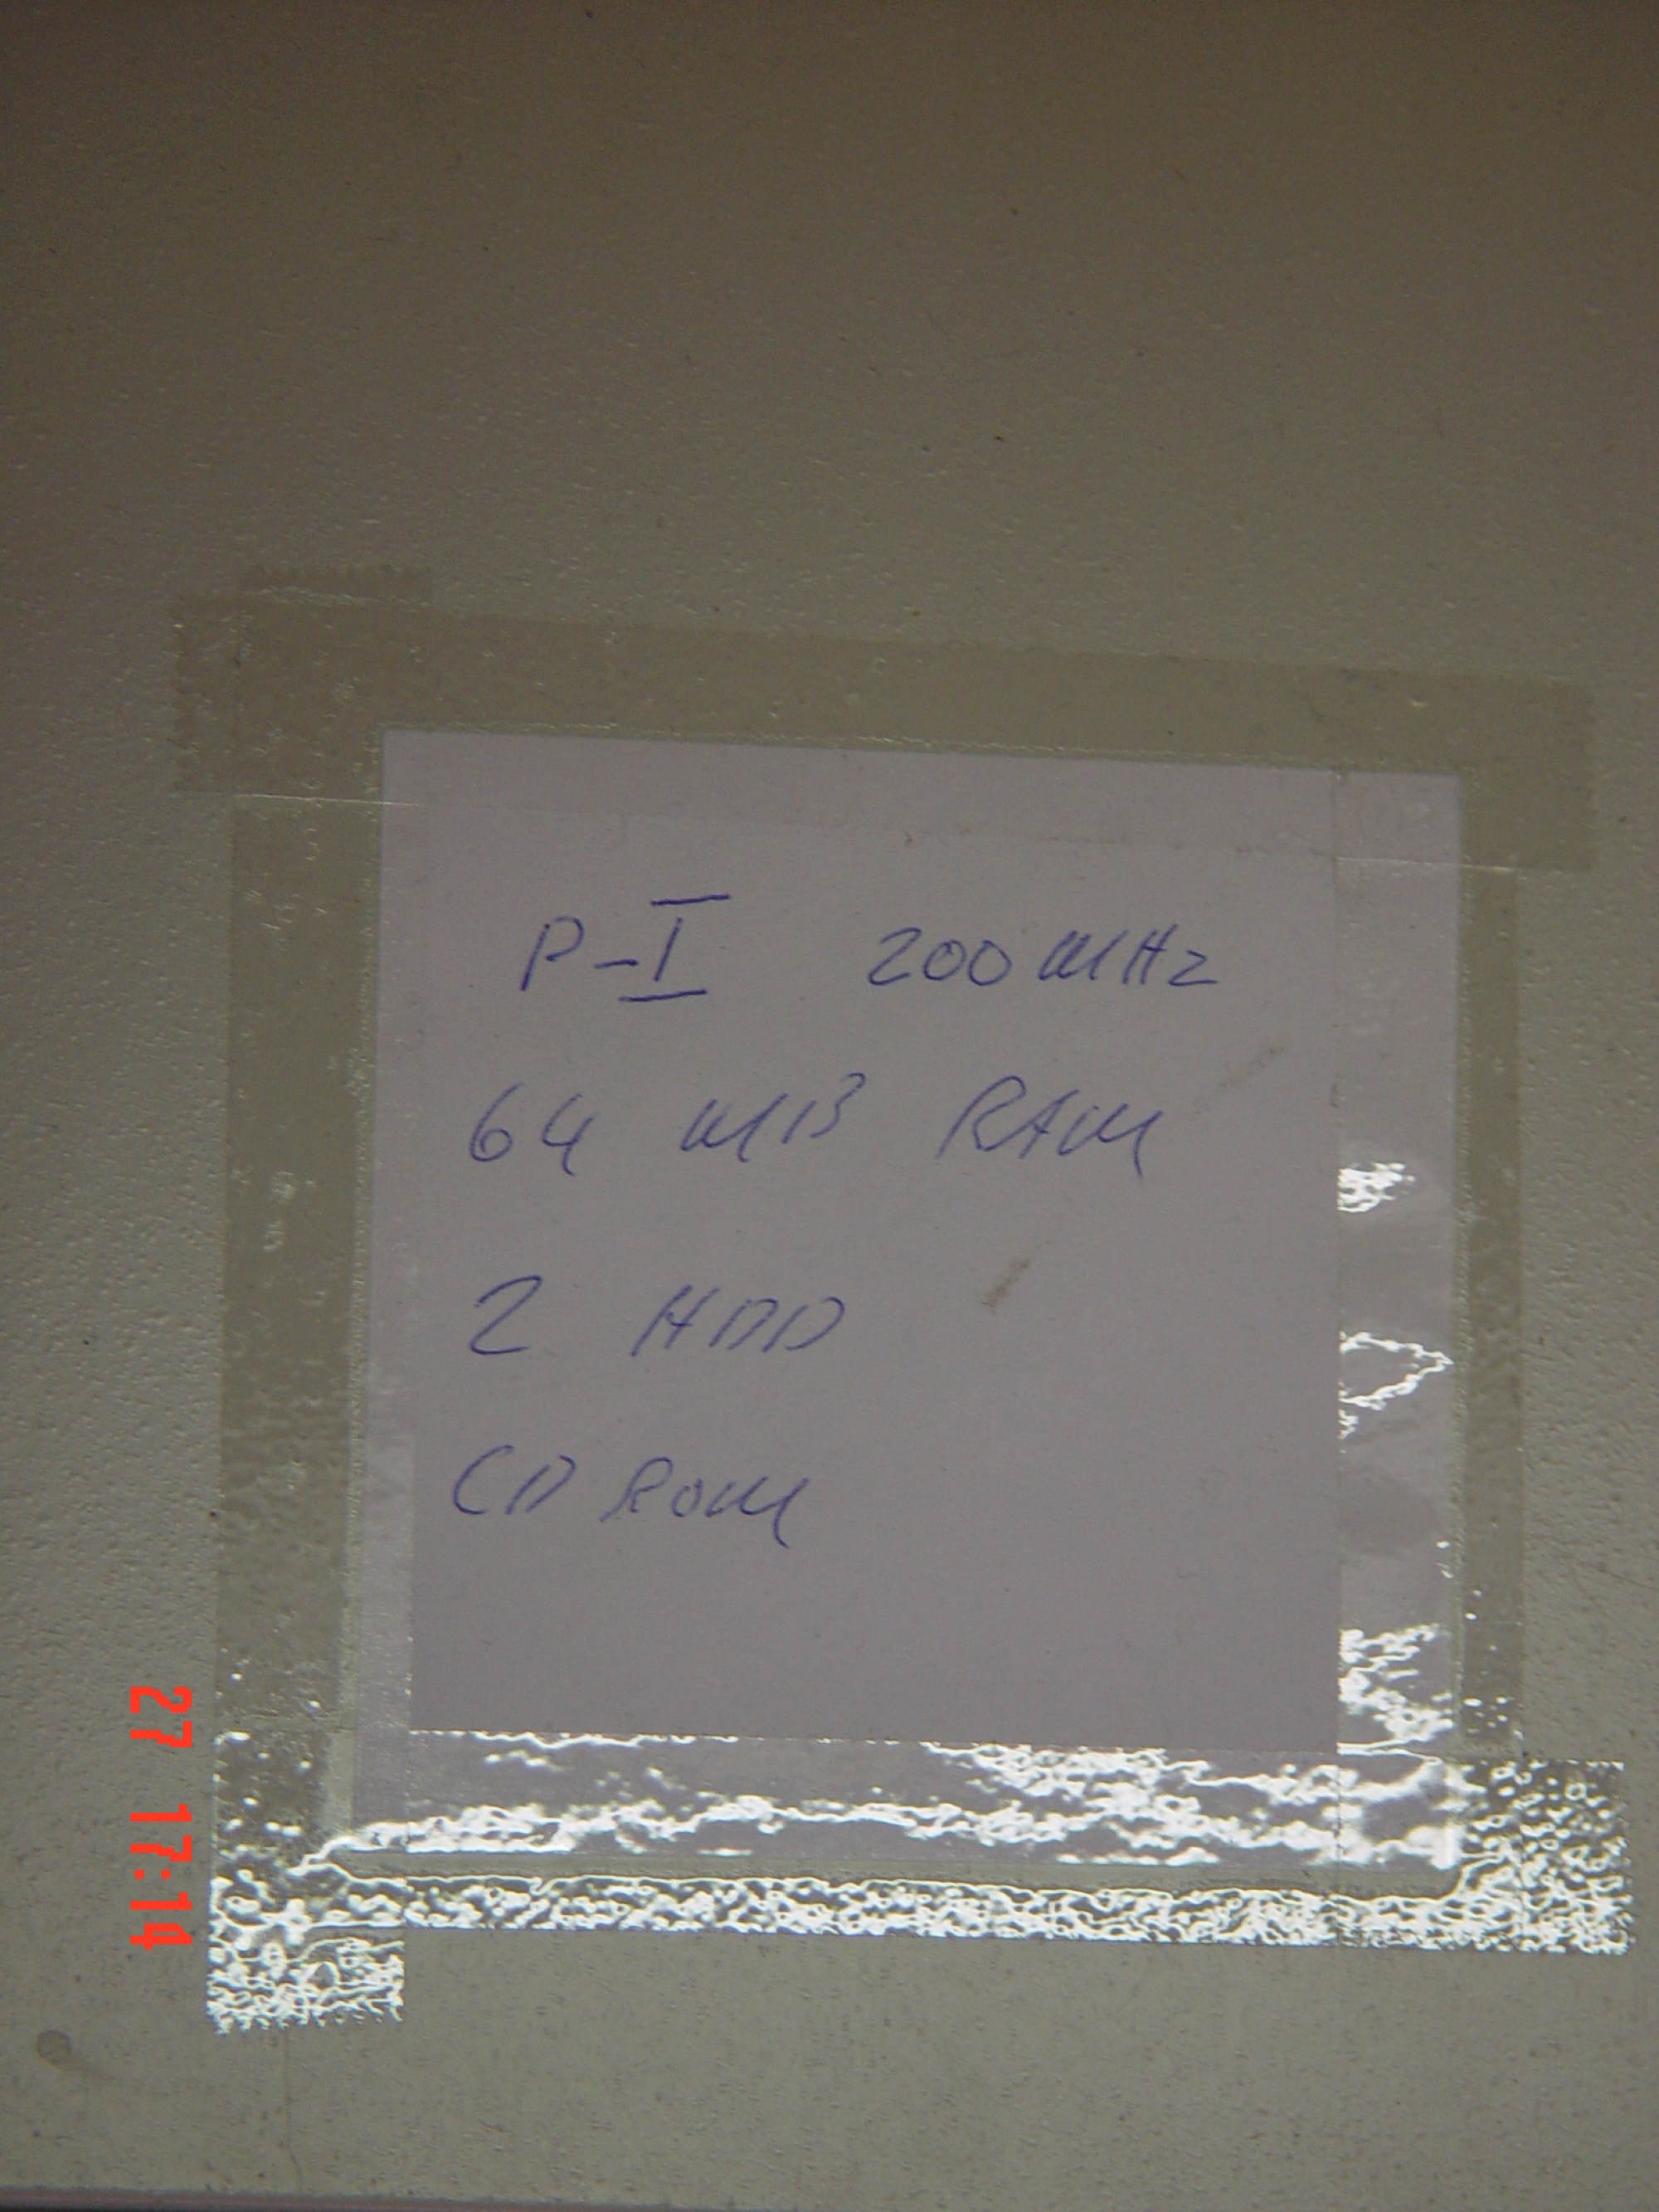 P-I 200 MHz
64 MB RAM
2 HDD
CD ROM
27 17:14